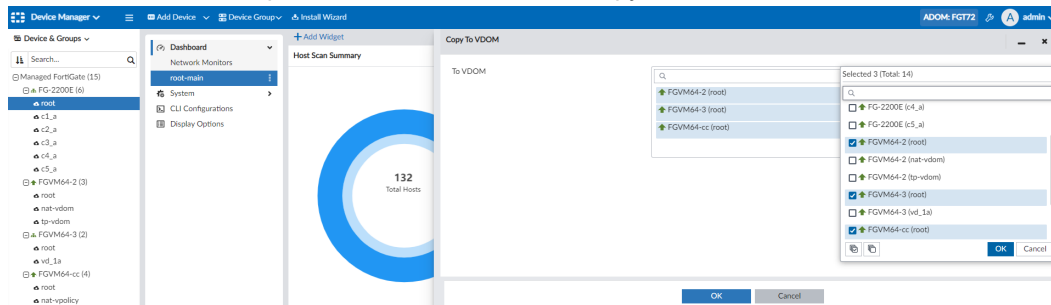 Device Manager
Add Device
Device Group
Install Wizard
ADOM: FGT72
A
admin
Device & Groups
Search...
Managed FortiGate (15)
FG-2200E (6)
root
c1_a
c2_a
c3_a
c4_a
c5_a
FGVM64-2 (3)
root
nat-vdom
tp-vdom
FGVM64-3 (2)
root
vd_1a
FGVM64-cc (4)
root
nat-vpolicy
Dashboard
Network Monitors
root-main
System
CLI Configurations
Display Options
Add Widget
Host Scan Summary
132
Total Hosts
Copy To VDOM
To VDOM
FGVM64-2 (root)
FGVM64-3 (root)
FGVM64-cc (root)
Selected 3 (Total: 14)
FG-2200E (c4_a)
FG-2200E (c5_a)
FGVM64-2 (root)
FGVM64-2 (nat-vdom)
FGVM64-2 (tp-vdom)
FGVM64-3 (root)
FGVM64-3 (vd_1a)
FGVM64-cc (root)
OK
Cancel
OK
Cancel